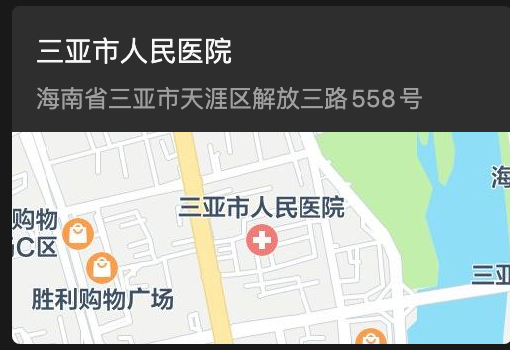 三亚市人民医院
海南省三亚市天涯区解放三路558号
海
三亚市人民医院
购物
C区
胜利购物广场
三亚